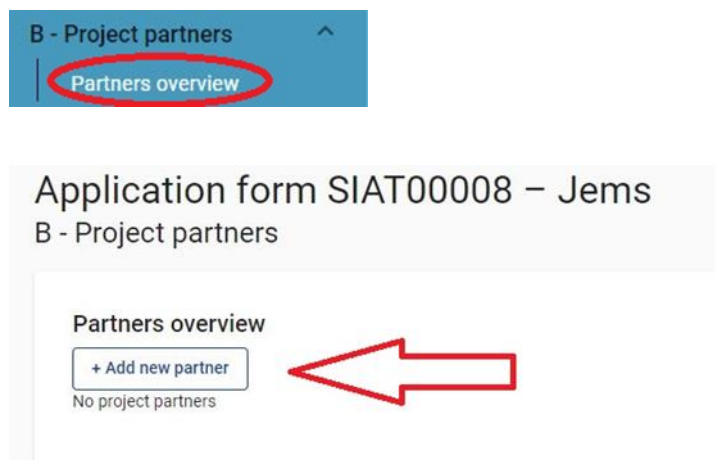 B - Project partners
Partners overview
Application form SIAT00008 – Jems
B - Project partners
Partners overview
+ Add new partner
No project partners